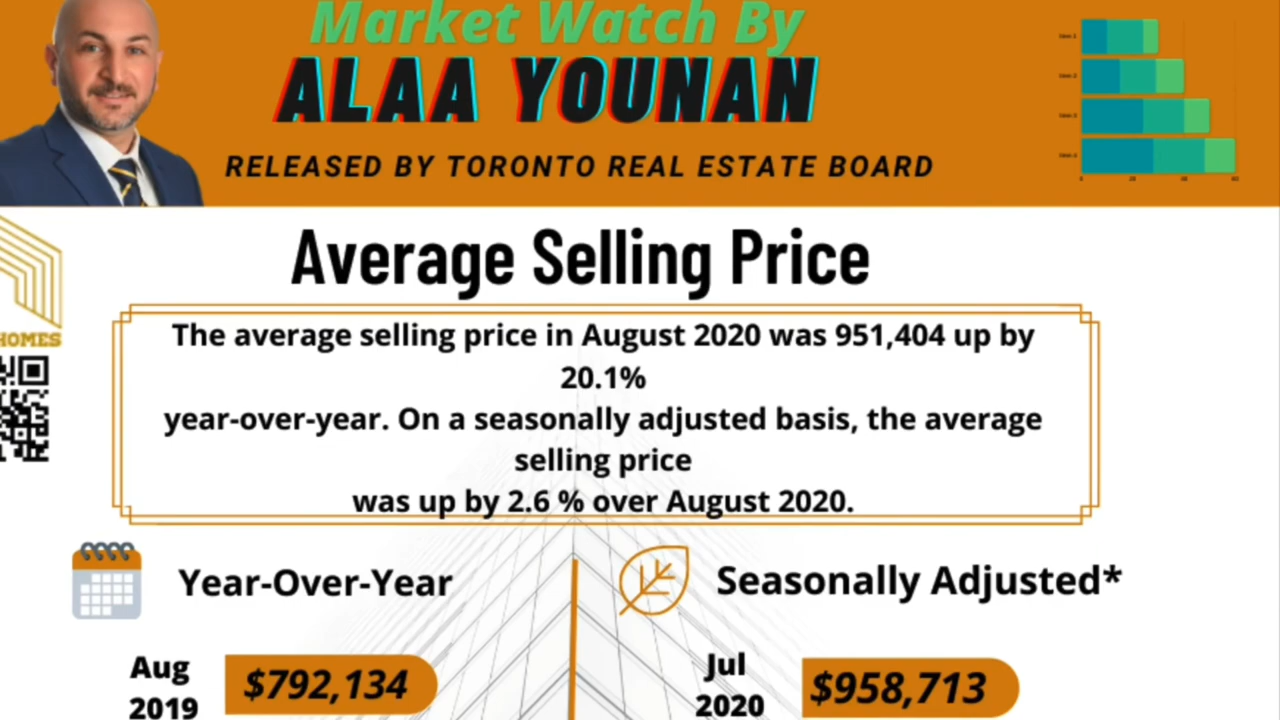 Market Watch By
ALAA YOUNAN
RELEASED BY TORONTO REAL ESTATE BOARD
Average Selling Price
HOMES
The average selling price in August 2020 was 951,404 up by
20.1%
year-over-year. On a seasonally adjusted basis, the average
selling price
was up by 2.6 % over August 2020.
Year-Over-Year
Seasonally Adjusted*
Aug
2019
$792,134
Jul
2020
$958,713